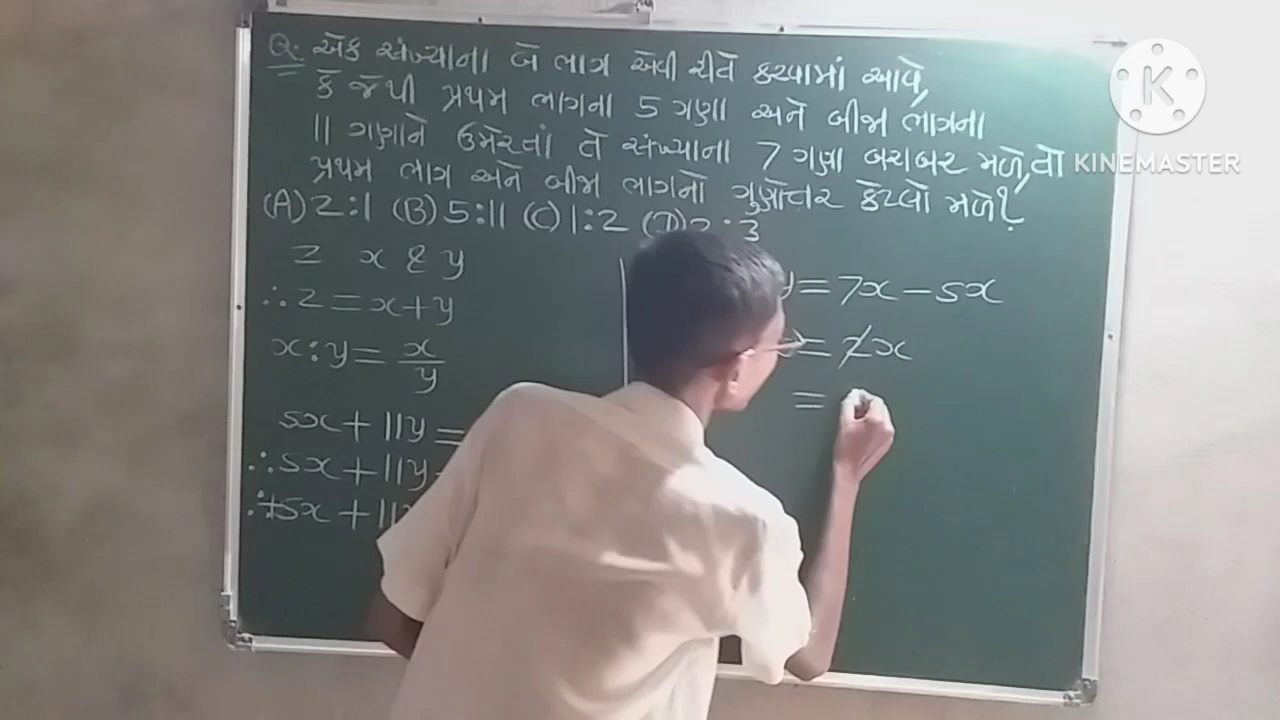 Q: એક સંખ્યાના બે ભાગ એવી રીતે કરવામાં આવે,
કે જેથી પ્રથમ ભાગના 5 ગણા અને બીજા ભાગના
11 ગણાને ઉમેરતાં તે સંખ્યાના 7 ગણા બરાબર મળે, તો
પ્રથમ ભાગ અને બીજા ભાગનો ગુણોત્તર કેટલો મળે?
(A) 2:1 (B) 5:11 (C) 1:2 (D) 2:3
z x & y
∴ z = x+y
x:y = x/y
5x + 11y =
∴ 5x + 11y
∴ +5x + 11
y = 7x - 5x
= 2x
=
K
KINEMASTER